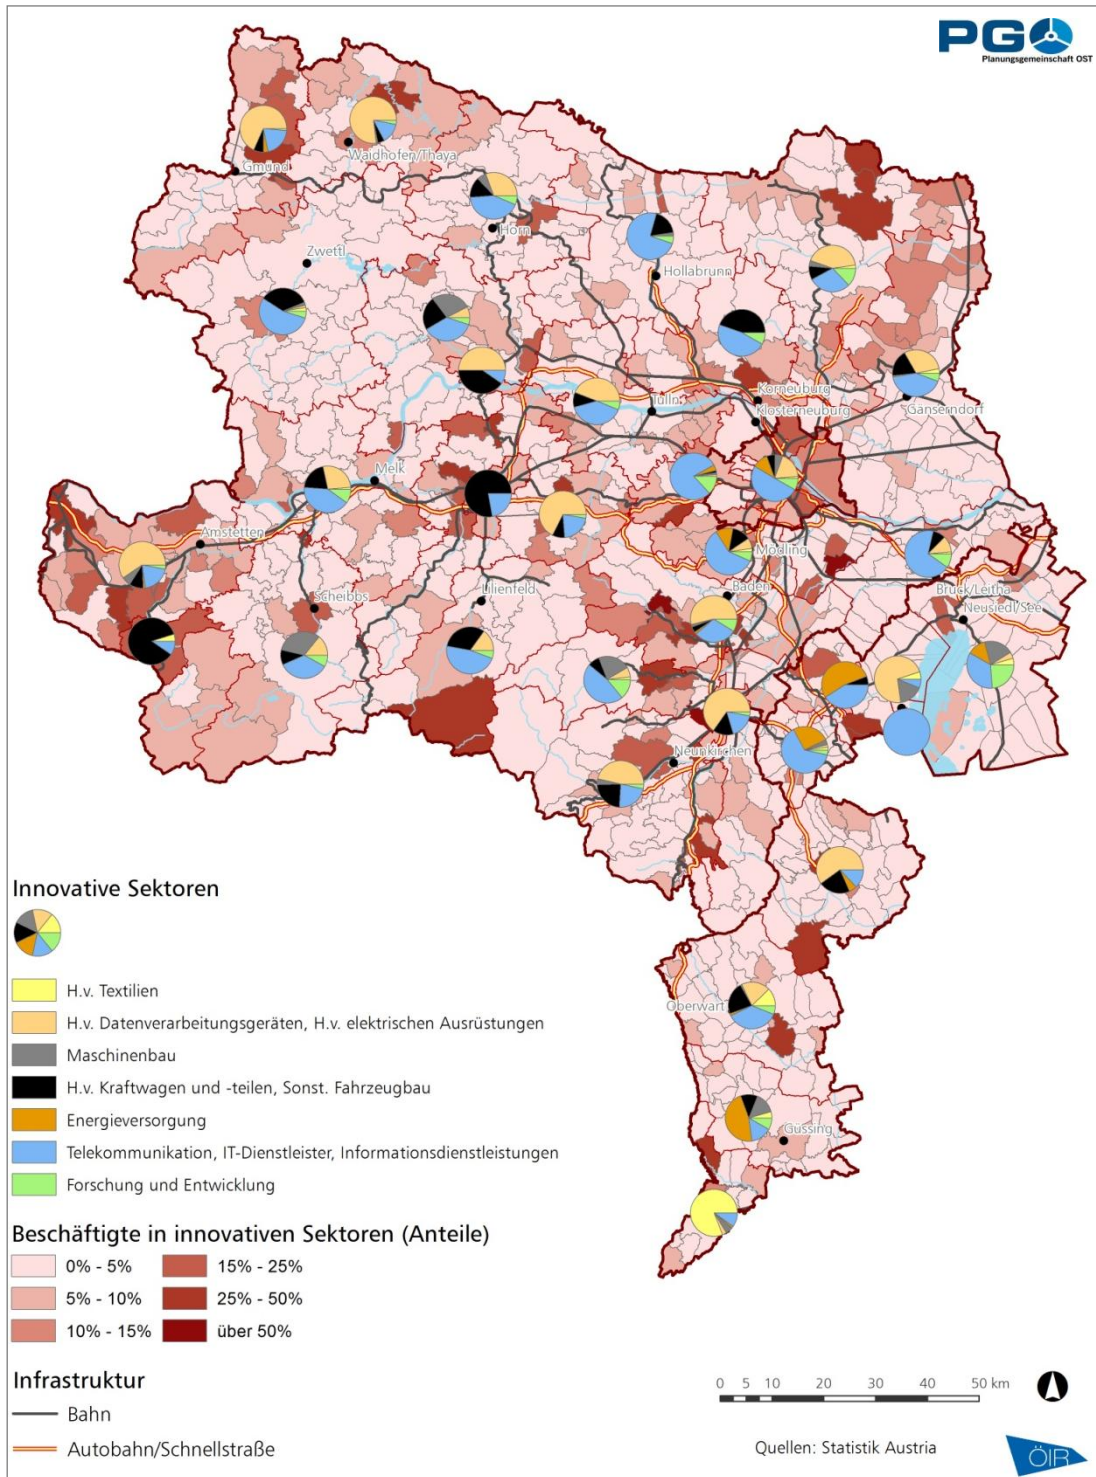 PGO
Planungsgemeinschaft OST
Waidhofen/Thaya
Gmünd
Horn
Zwettl
Hollabrunn
Korneuburg
Tulln
Klosterneuburg
Gänserndorf
Melk
Amstetten
Mödling
Lilienfeld
Baden
Bruck/Leitha
Scheibbs
Neusiedl/See
Neunkirchen
Oberwart
Güssing
Innovative Sektoren
H.v. Textilien
H.v. Datenverarbeitungsgeräten, H.v. elektrischen Ausrüstungen
Maschinenbau
H.v. Kraftwagen und -teilen, Sonst. Fahrzeugbau
Energieversorgung
Telekommunikation, IT-Dienstleister, Informationsdienstleistungen
Forschung und Entwicklung
Beschäftigte in innovativen Sektoren (Anteile)
0% - 5% 15% - 25%
5% - 10% 25% - 50%
10% - 15% über 50%
Infrastruktur
Bahn
Autobahn/Schnellstraße
0 5 10 20 30 40 50 km
Quellen: Statistik Austria
ÖIR